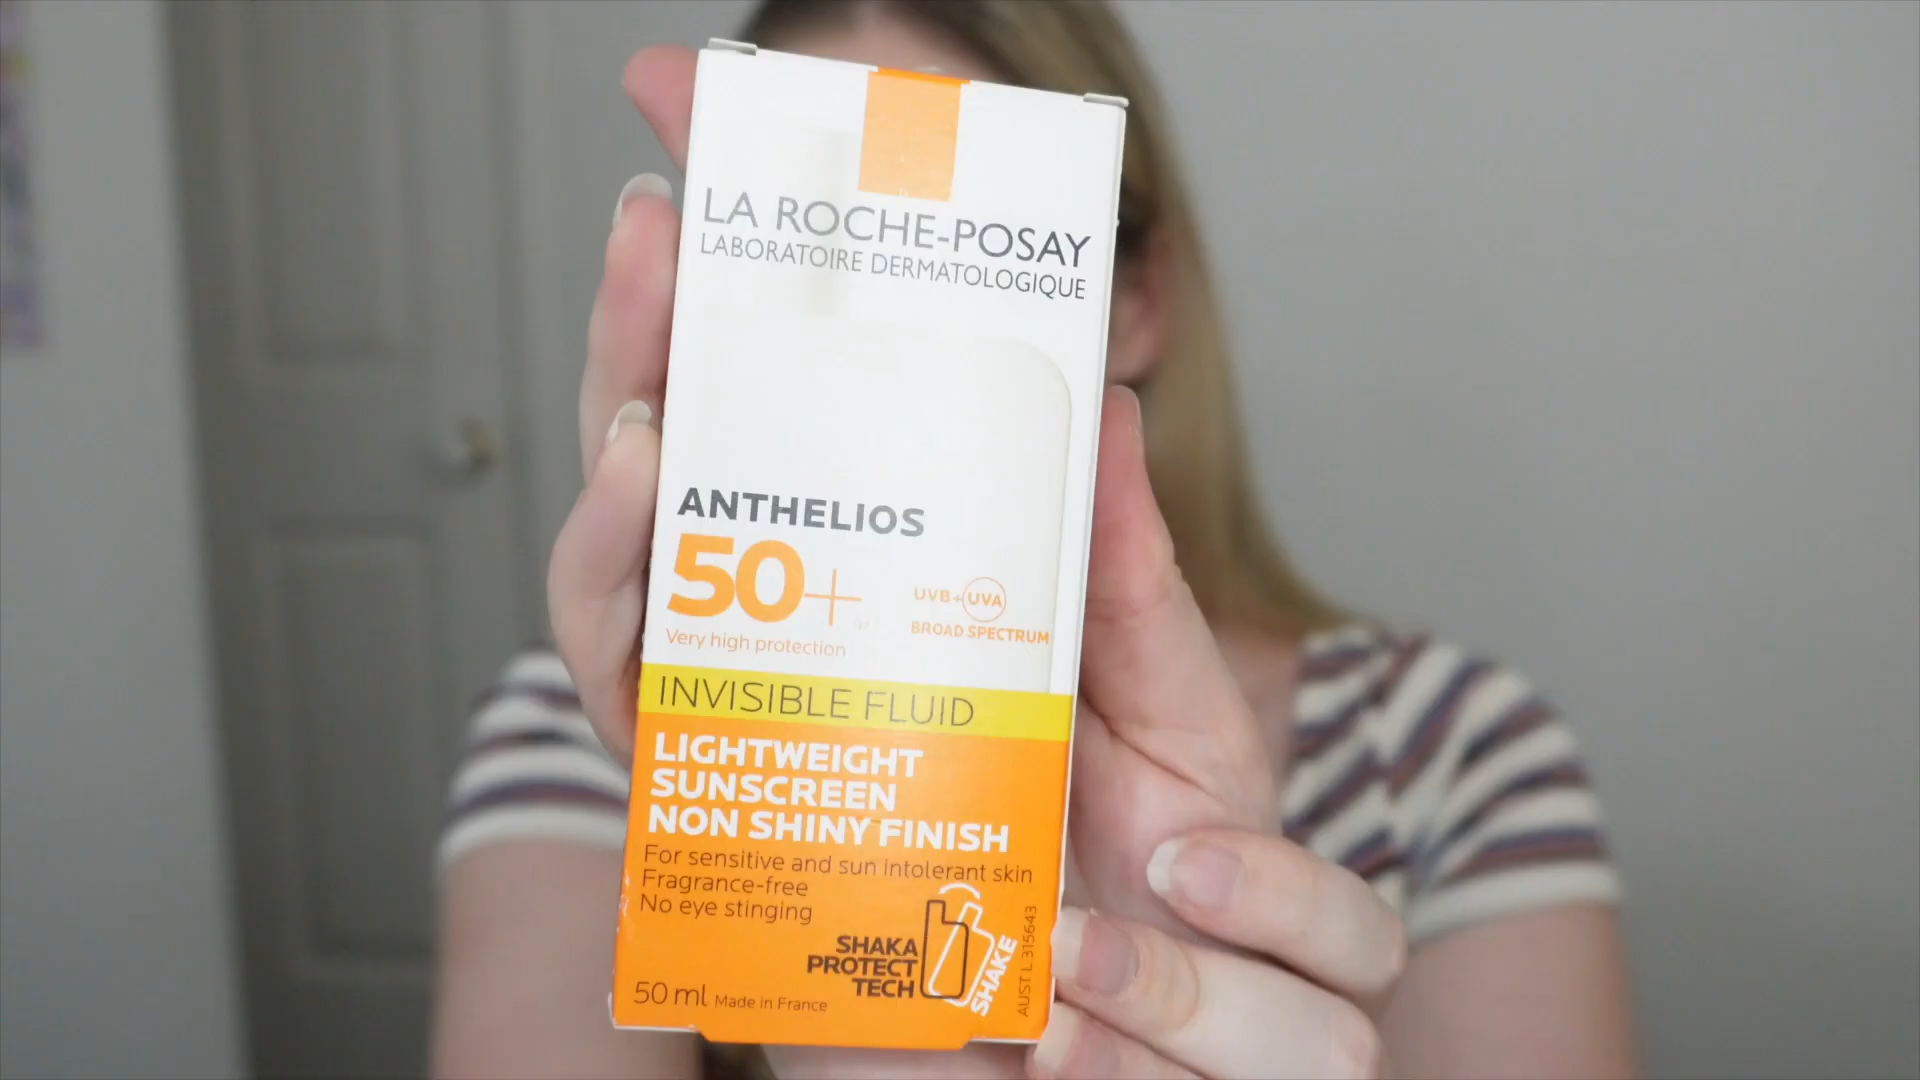 LA ROCHE-POSAY
LABORATOIRE DERMATOLOGIQUE
ANTHELIOS
50+
Very high protection
UVB+UVA
BROAD SPECTRUM
INVISIBLE FLUID
LIGHTWEIGHT
SUNSCREEN
NON SHINY FINISH
For sensitive and sun intolerant skin
Fragrance-free
No eye stinging
SHAKA
PROTECT
TECH
SHAKE
AUST L 315643
50 ml Made in France